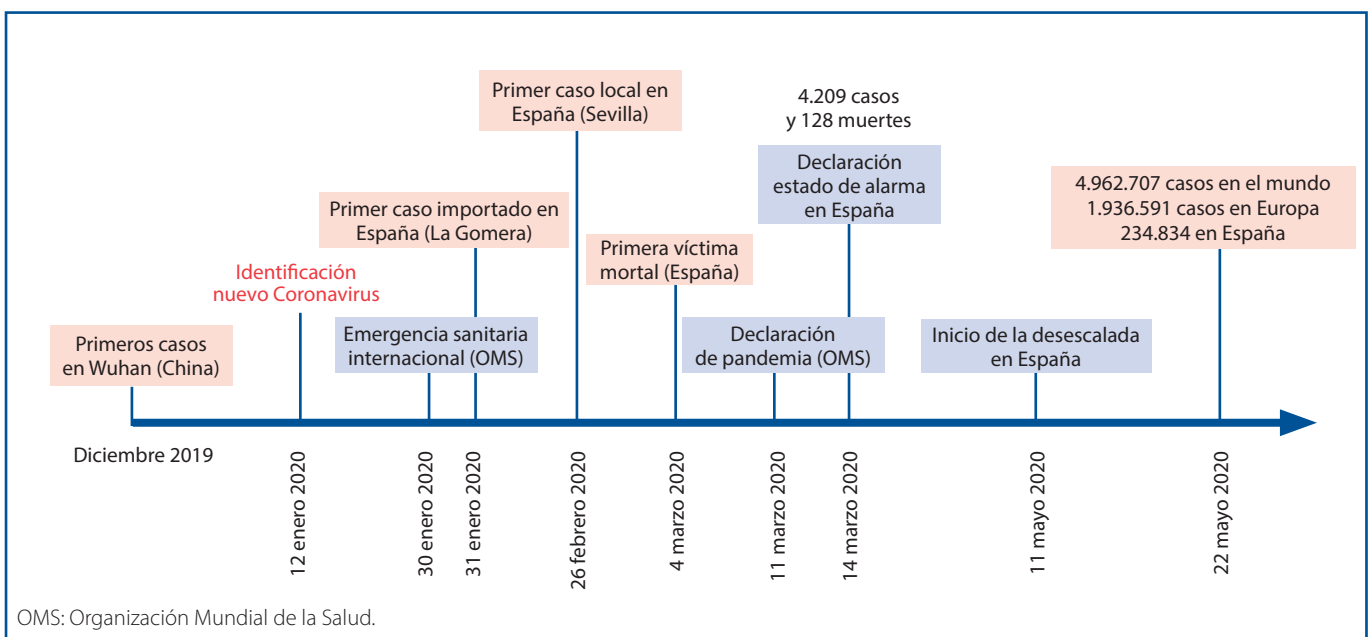 Primer caso local en
España (Sevilla)
4.209 casos
y 128 muertes
Declaración
estado de alarma
en España
4.962.707 casos en el mundo
1.936.591 casos en Europa
234.834 en España
Primer caso importado en
España (La Gomera)
Primera víctima
mortal (España)
Identificación
nuevo Coronavirus
Primeros casos
en Wuhan (China)
Emergencia sanitaria
internacional (OMS)
Declaración
de pandemia (OMS)
Inicio de la desescalada
en España
Diciembre 2019
12 enero 2020
30 enero 2020
31 enero 2020
26 febrero 2020
4 marzo 2020
11 marzo 2020
14 marzo 2020
11 mayo 2020
22 mayo 2020
OMS: Organización Mundial de la Salud.